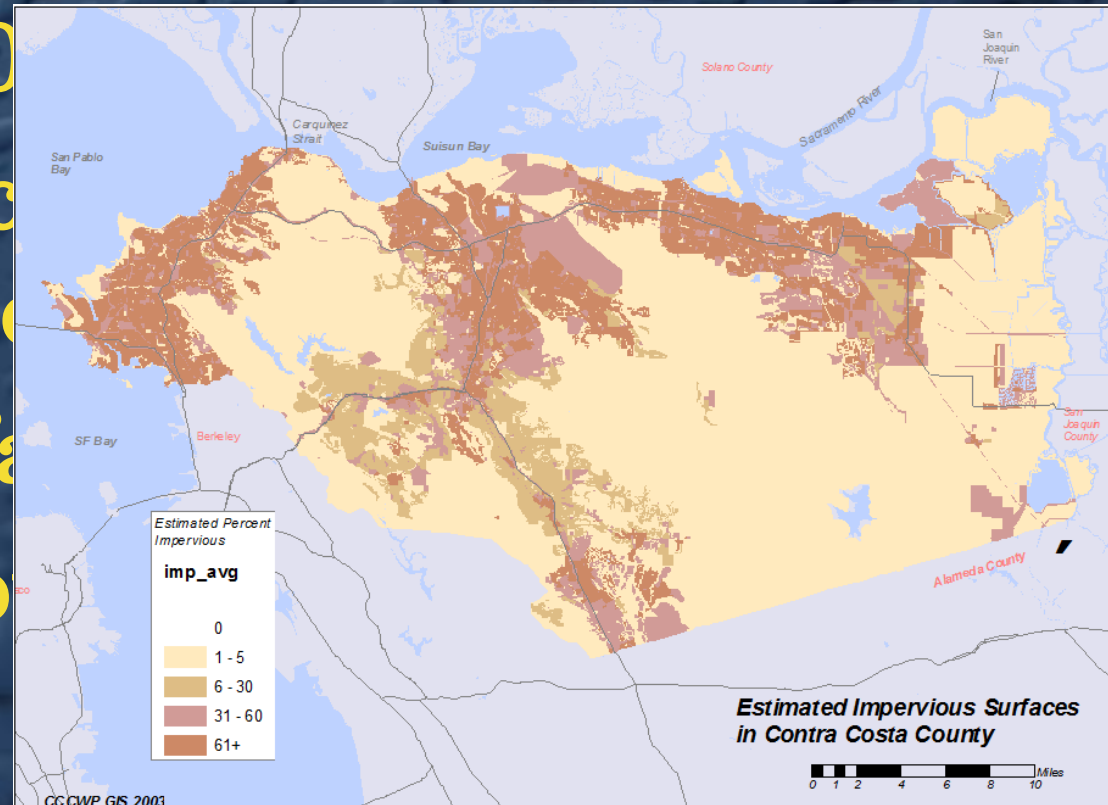 San
Joaquin
River
Solano County
Sacramento River
Carquinez
Strait
Suisun Bay
San Pablo
Bay
San
Joaquin
County
SF Bay
Berkeley
Alameda County
Estimated Percent
Impervious
imp_avg
0
1 - 5
6 - 30
31 - 60
61+
Estimated Impervious Surfaces
in Contra Costa County
Miles
0 1 2 4 6 8 10
CCCWP GIS 2003